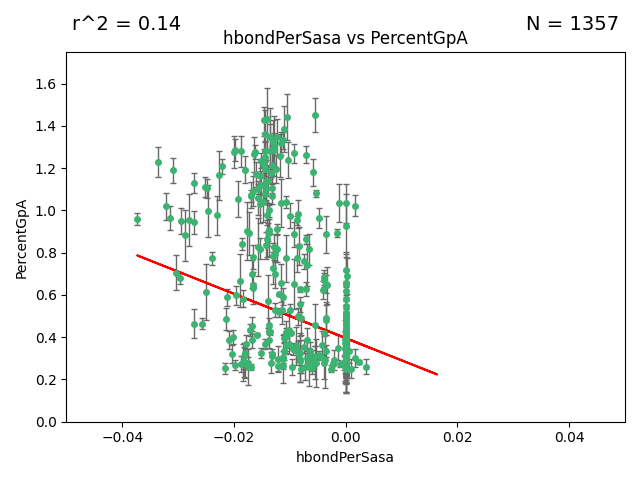 r^2 = 0.14
N = 1357
hbondPerSasa vs PercentGpA
PercentGpA
1.6
1.4
1.2
1.0
0.8
0.6
0.4
0.2
0.0
−0.04
−0.02
0.00
0.02
0.04
hbondPerSasa